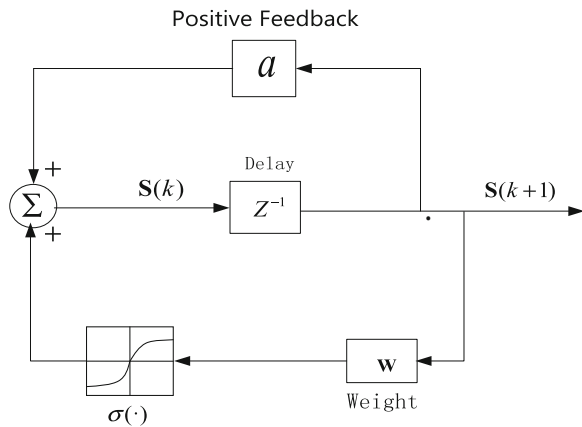 Positive Feedback
a
+
Delay
S(k)
Z⁻¹
S(k+1)
Σ
+
w
Weight
σ(·)